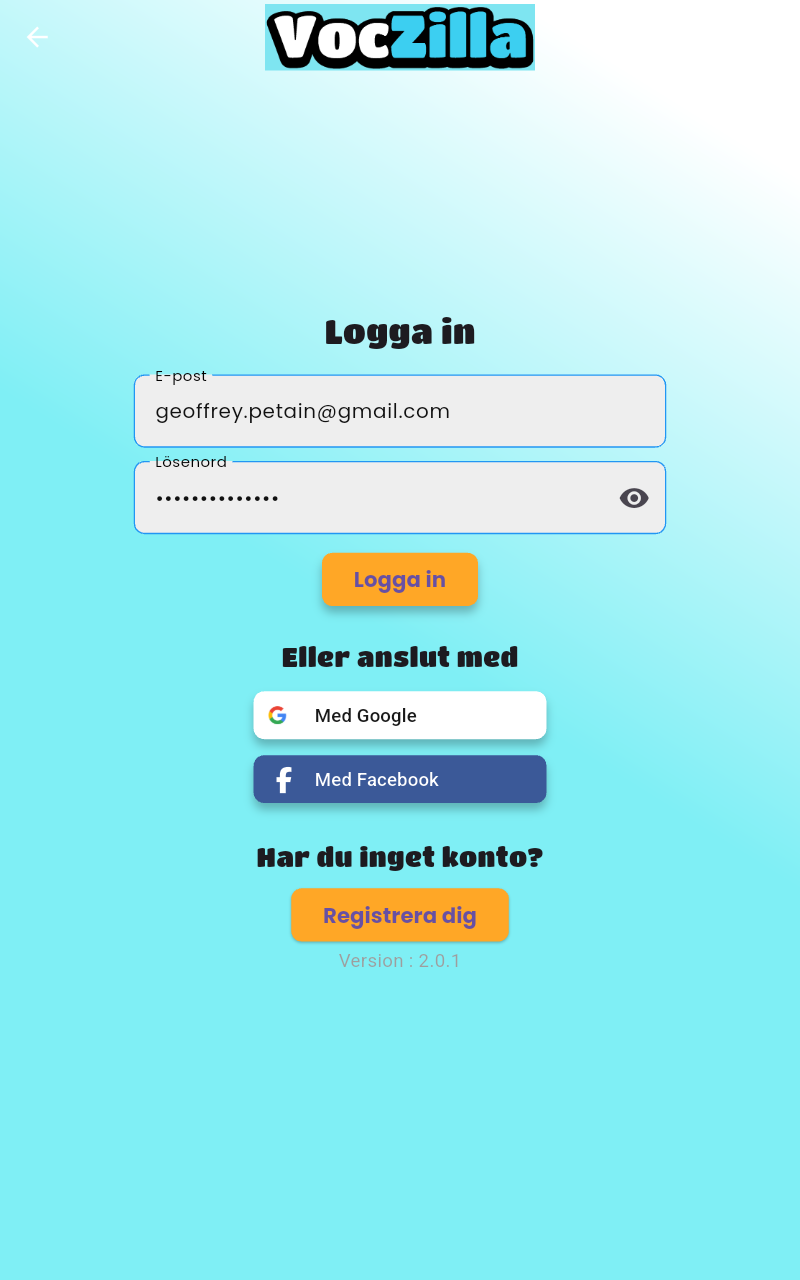 VocZilla
Logga in
E-post
geoffrey.petain@gmail.com
Lösenord
••••••••••••••
Logga in
Eller anslut med
Med Google
Med Facebook
Har du inget konto?
Registrera dig
Version : 2.0.1